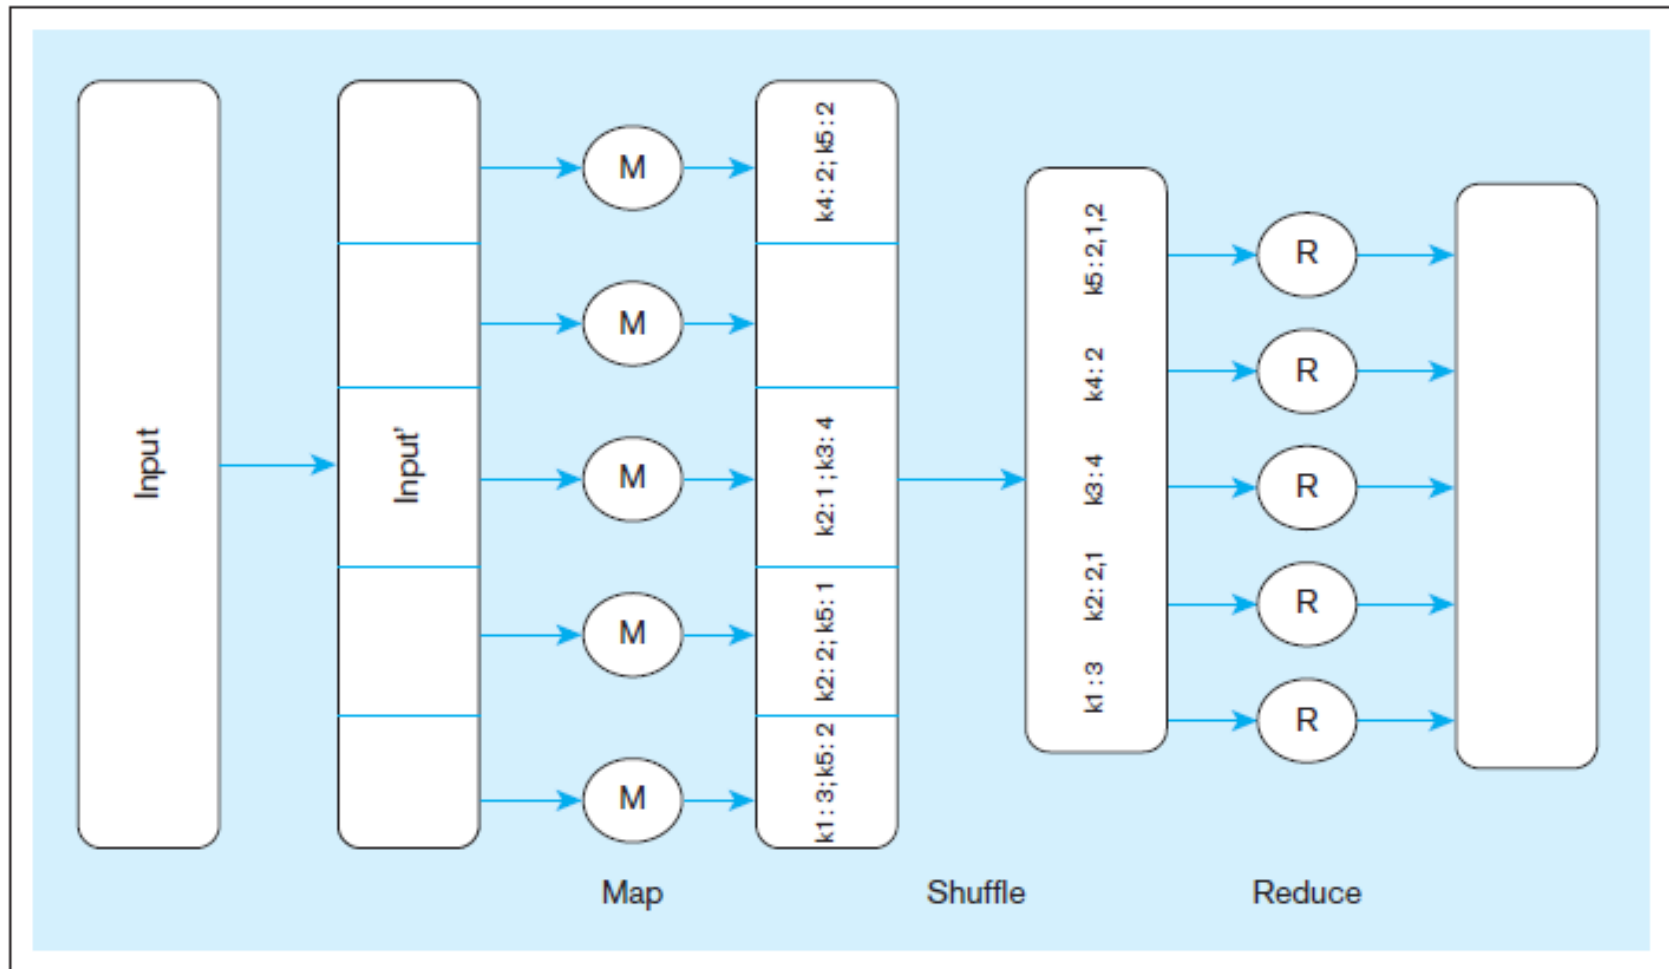 Input
Input’
M
M
M
M
M
k4: 2; k5: 2
k2: 1; k3: 4
k2: 2; k5: 1
k1: 3; k5: 2
k5: 2,1,2
k4: 2
k3: 4
k2: 2,1
k1: 3
R
R
R
R
R
Map
Shuffle
Reduce